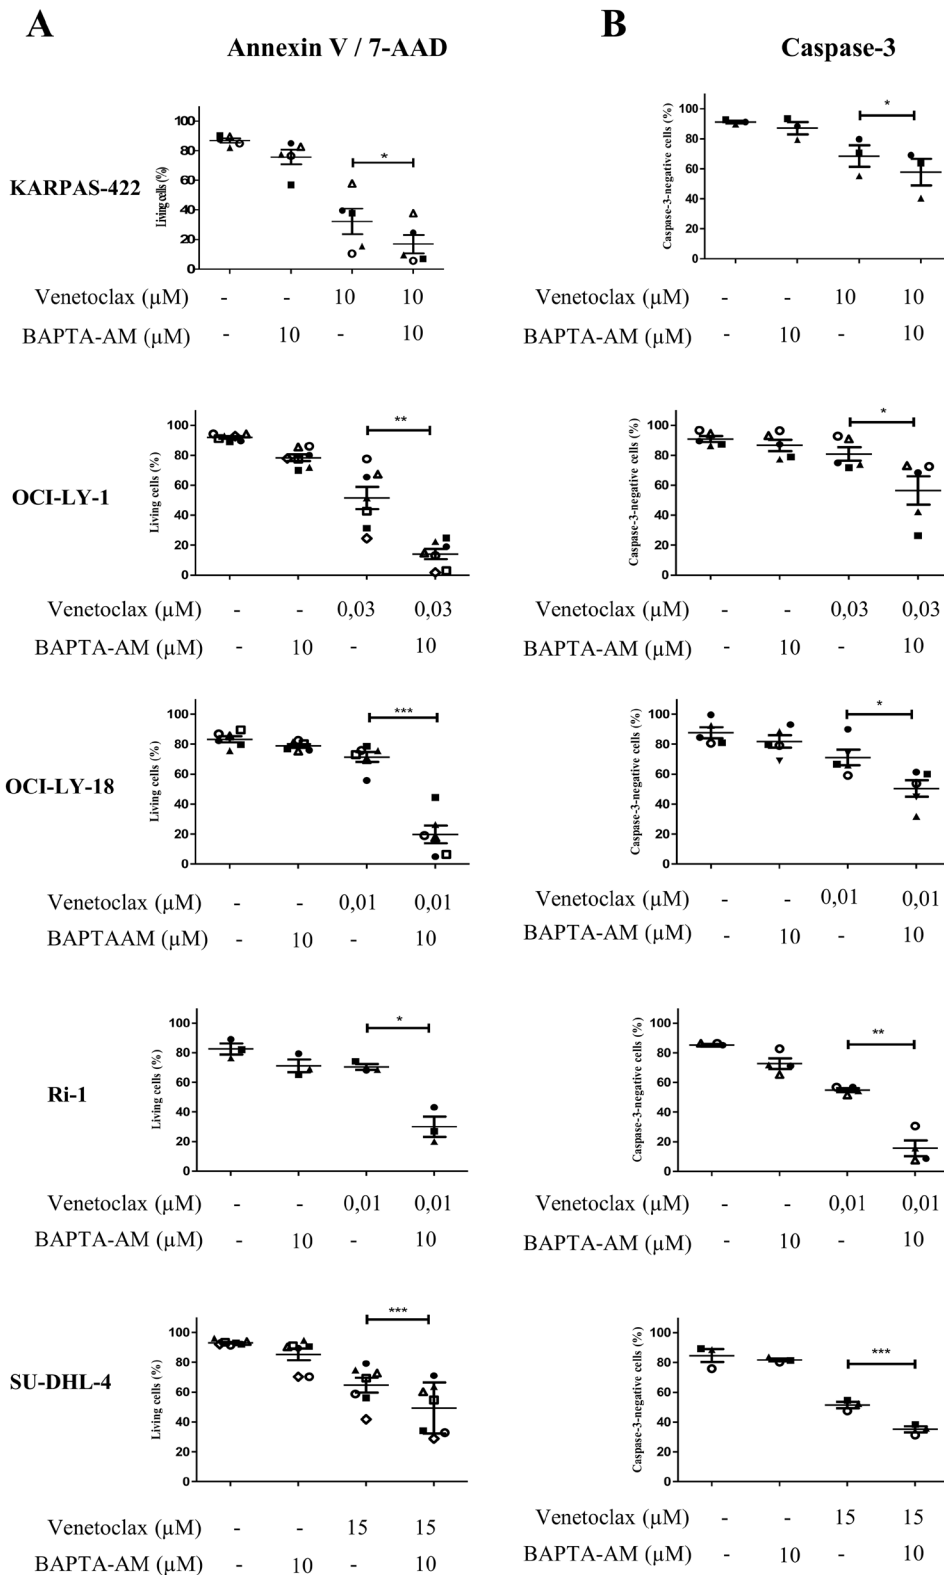 A
B
Annexin V / 7-AAD
Caspase-3
KARPAS-422
Living cells (%)
100
80
60
40
20
0
*
Venetoclax (µM) - - 10 10
BAPTA-AM (µM) - 10 - 10
Caspase-3-negative cells (%)
100
80
60
40
20
0
*
Venetoclax (µM) - - 10 10
BAPTA-AM (µM) - 10 - 10
OCI-LY-1
Living cells (%)
100
80
60
40
20
0
**
Venetoclax (µM) - - 0,03 0,03
BAPTA-AM (µM) - 10 - 10
Caspase-3-negative cells (%)
100
80
60
40
20
0
*
Venetoclax (µM) - - 0,03 0,03
BAPTA-AM (µM) - 10 - 10
OCI-LY-18
Living cells (%)
100
80
60
40
20
0
***
Venetoclax (µM) - - 0,01 0,01
BAPTAAM (µM) - 10 - 10
Caspase-3-negative cells (%)
100
80
60
40
20
0
*
Venetoclax (µM) - - 0,01 0,01
BAPTA-AM (µM) - 10 - 10
Ri-1
Living cells (%)
100
80
60
40
20
0
*
Venetoclax (µM) - - 0,01 0,01
BAPTA-AM (µM) - 10 - 10
Caspase-3-negative cells (%)
100
80
60
40
20
0
**
Venetoclax (µM) - - 0,01 0,01
BAPTA-AM (µM) - 10 - 10
SU-DHL-4
Living cells (%)
100
80
60
40
20
0
***
Venetoclax (µM) - - 15 15
BAPTA-AM (µM) - 10 - 10
Caspase-3-negative cells (%)
100
80
60
40
20
0
***
Venetoclax (µM) - - 15 15
BAPTA-AM (µM) - 10 - 10